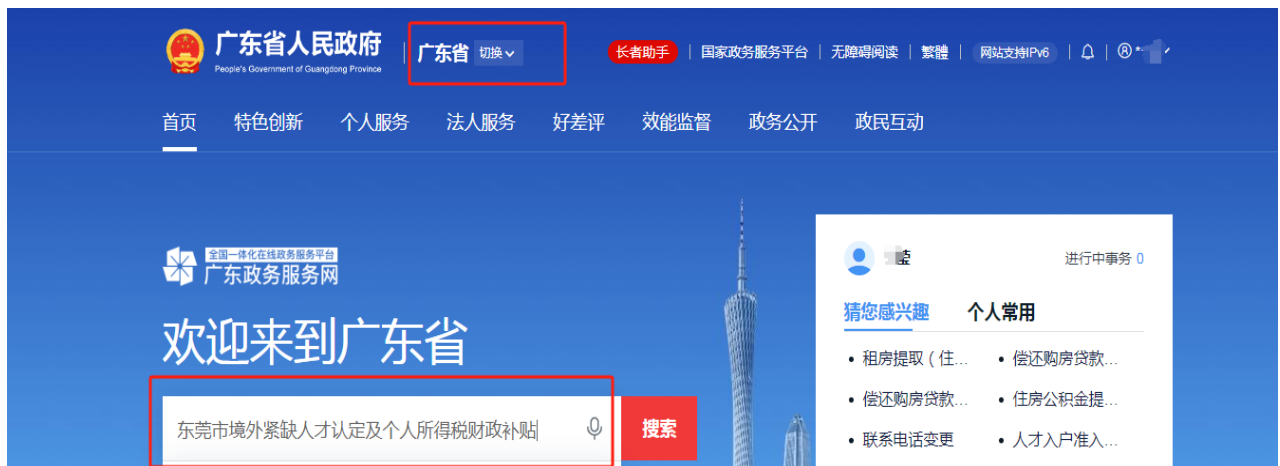 广东省人民政府
People's Government of Guangdong Province
广东省 切换
长者助手 | 国家政务服务平台 | 无障碍阅读 | 繁體 | 网站支持IPv6
首页 特色创新 个人服务 法人服务 好差评 效能监督 政务公开 政民互动
全国一体化在线政务服务平台
广东政务服务网
欢迎来到广东省
东莞市境外紧缺人才认定及个人所得税财政补贴
搜索
莹
进行中事务 0
猜您感兴趣 个人常用
• 租房提取（住... • 偿还购房贷款...
• 偿还购房贷款... • 住房公积金提...
• 联系电话变更 • 人才入户准入...